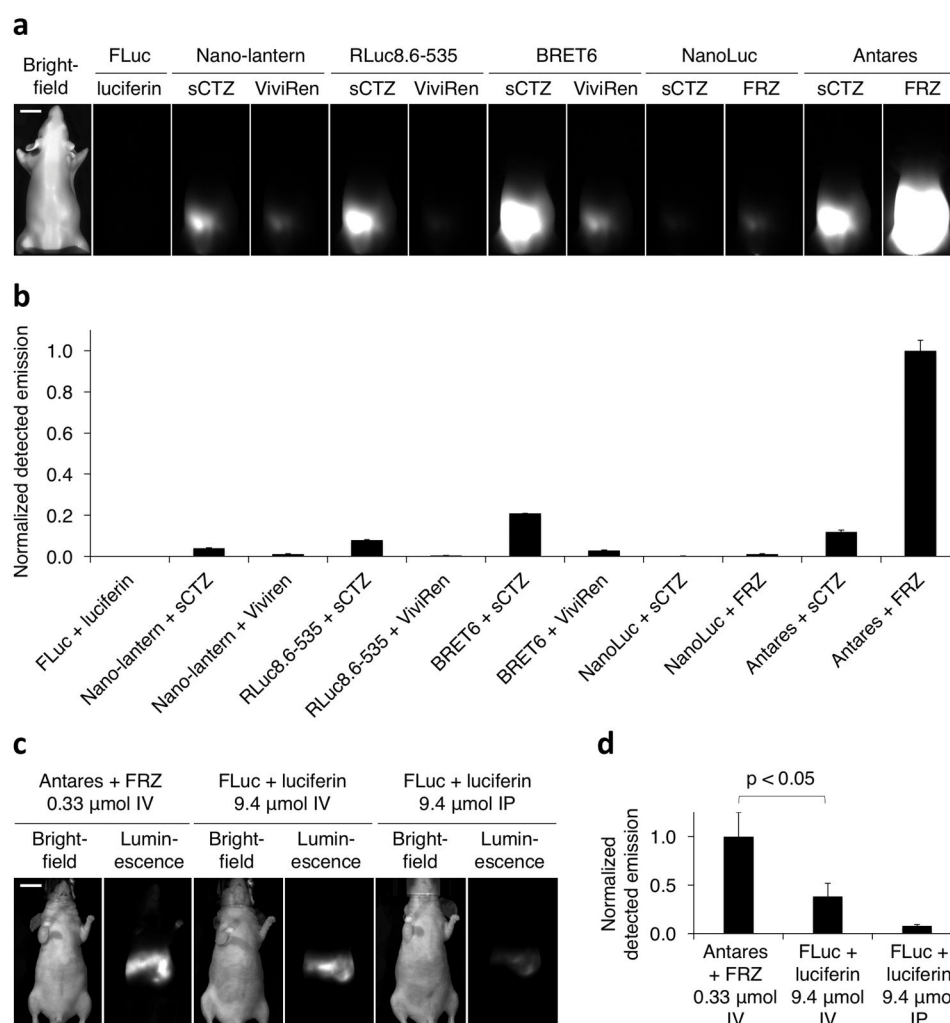 a
Bright-
field
FLuc
luciferin
Nano-lantern
sCTZ ViviRen
RLuc8.6-535
sCTZ ViviRen
BRET6
sCTZ ViviRen
NanoLuc
sCTZ FRZ
Antares
sCTZ FRZ
b
Normalized detected emission
1.0
0.8
0.6
0.4
0.2
0.0
FLuc + luciferin
Nano-lantern + sCTZ
Nano-lantern + Viviren
RLuc8.6-535 + sCTZ
RLuc8.6-535 + ViviRen
BRET6 + sCTZ
BRET6 + ViviRen
NanoLuc + sCTZ
NanoLuc + FRZ
Antares + sCTZ
Antares + FRZ
c
Antares + FRZ
0.33 μmol IV
Bright-
field
Lumin-
escence
FLuc + luciferin
9.4 μmol IV
Bright-
field
Lumin-
escence
FLuc + luciferin
9.4 μmol IP
Bright-
field
Lumin-
escence
d
p < 0.05
Normalized
detected emission
1.0
0.5
0.0
Antares
+ FRZ
0.33 μmol
IV
FLuc +
luciferin
9.4 μmol
IV
FLuc +
luciferin
9.4 μmo
IP